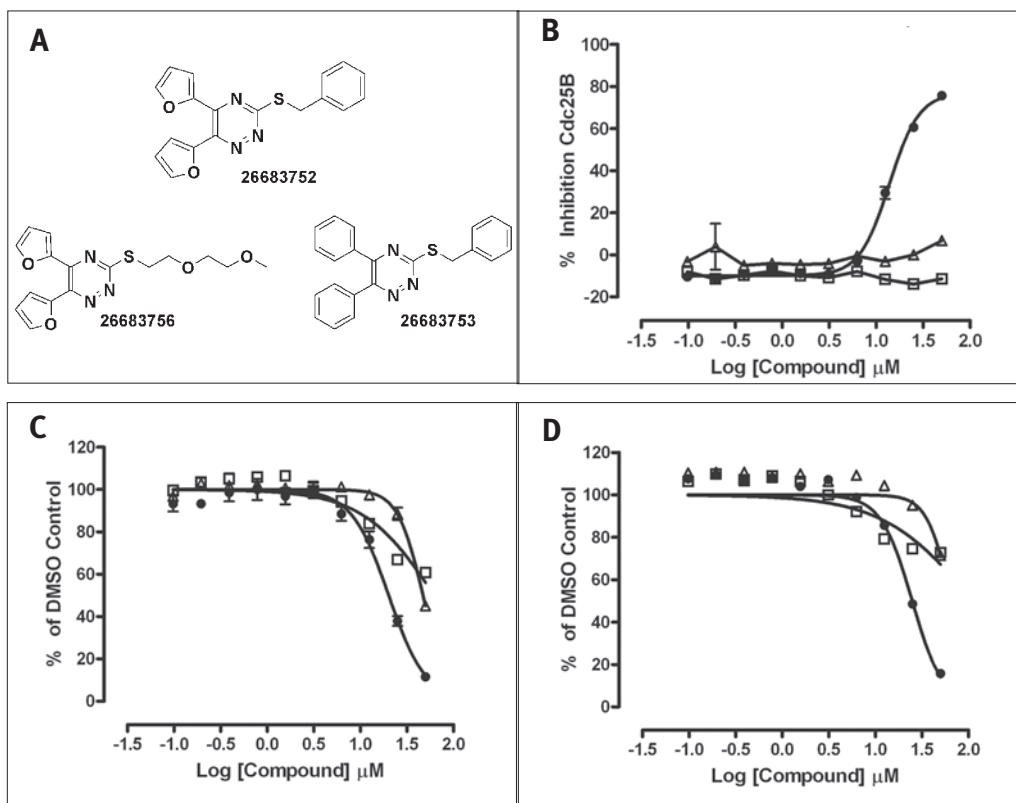 A
O
N
S
N
N
O
26683752
O
N
S
O
O
N
N
O
26683756
N
S
N
N
26683753
B
% Inhibition Cdc25B
100
80
60
40
20
0
-20
-1.5 -1.0 -0.5 0.0 0.5 1.0 1.5 2.0
Log [Compound] µM
C
% of DMSO Control
120
100
80
60
40
20
0
-1.5 -1.0 -0.5 0.0 0.5 1.0 1.5 2.0
Log [Compound] µM
D
% of DMSO Control
120
100
80
60
40
20
0
-1.5 -1.0 -0.5 0.0 0.5 1.0 1.5 2.0
Log [Compound] µM